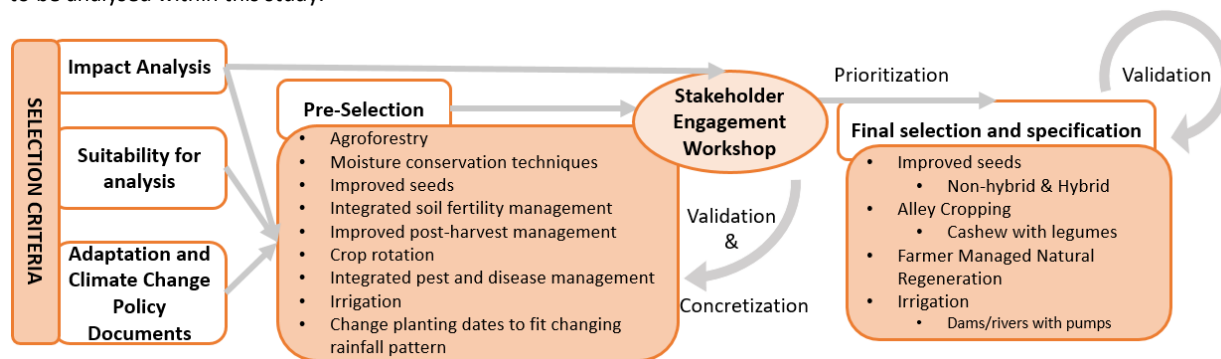 to be analysed within this study.
SELECTION CRITERIA
Impact Analysis
Suitability for
analysis
Adaptation and
Climate Change
Policy
Documents
Pre-Selection
• Agroforestry
• Moisture conservation techniques
• Improved seeds
• Integrated soil fertility management
• Improved post-harvest management
• Crop rotation
• Integrated pest and disease management
• Irrigation
• Change planting dates to fit changing
rainfall pattern
Stakeholder
Engagement
Workshop
Validation
&
Concretization
Prioritization
Validation
Final selection and specification
• Improved seeds
• Non-hybrid & Hybrid
• Alley Cropping
• Cashew with legumes
• Farmer Managed Natural
Regeneration
• Irrigation
• Dams/rivers with pumps